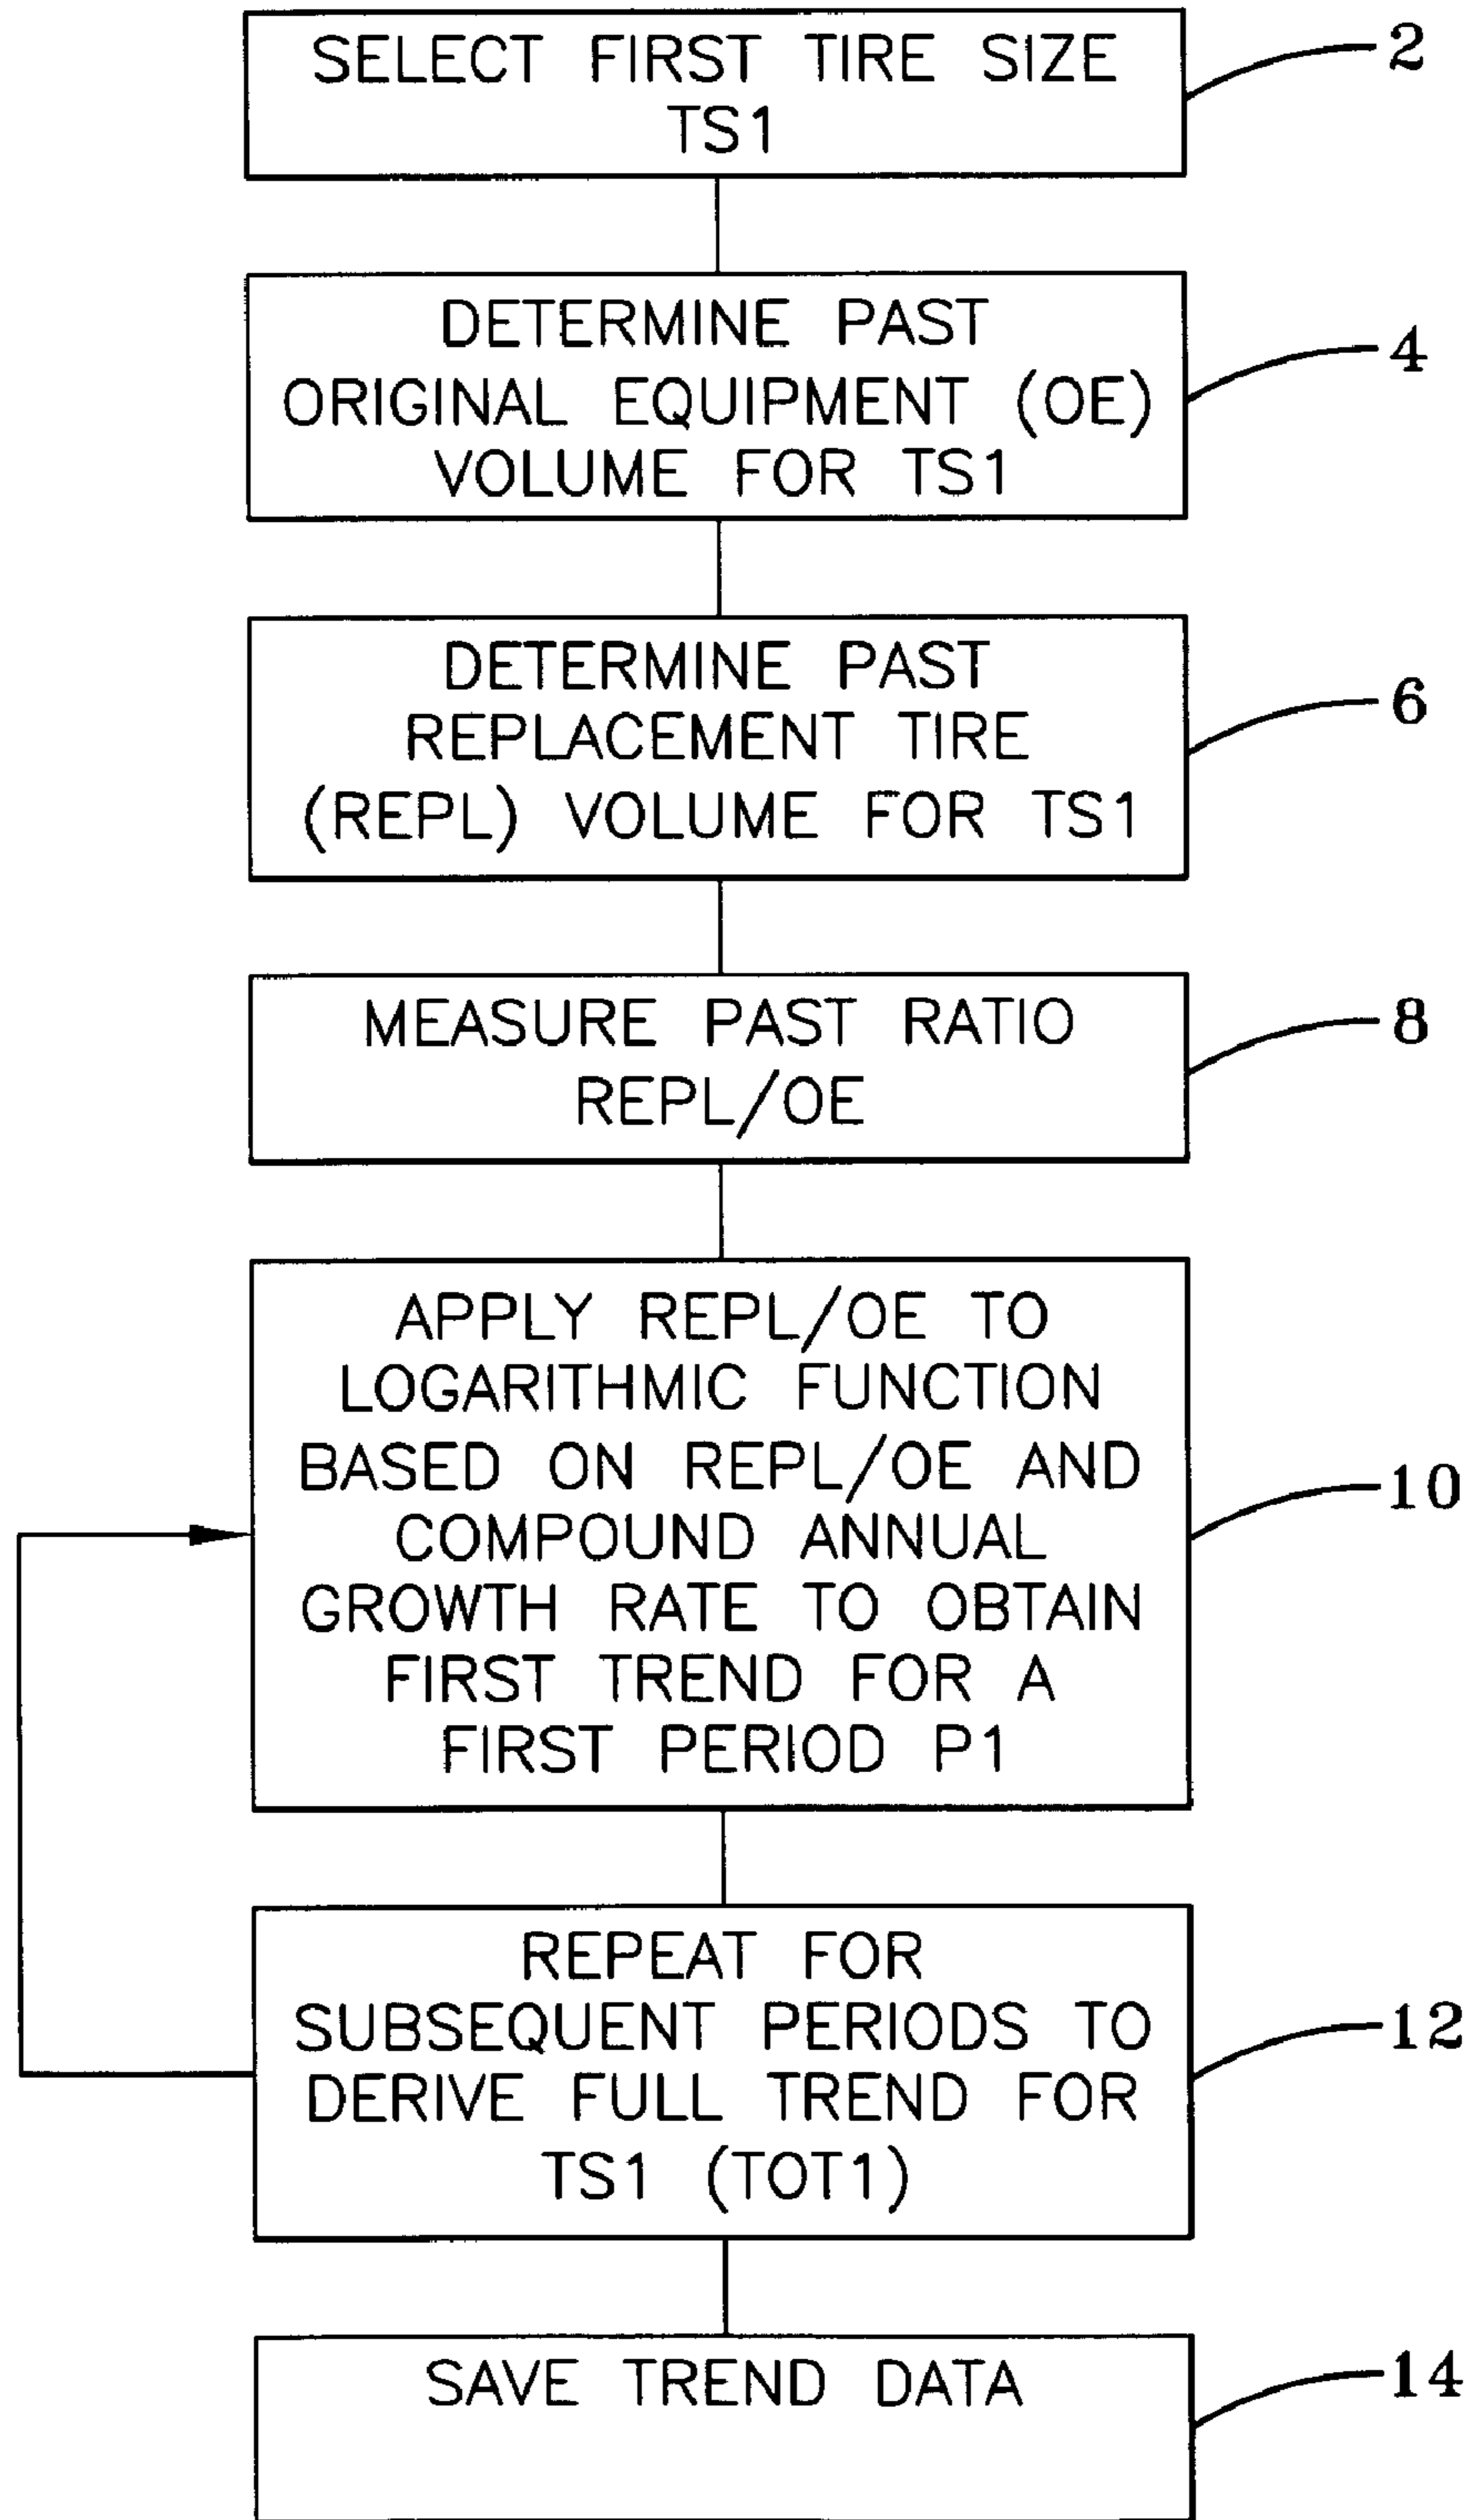 SELECT FIRST TIRE SIZE
TS1
2
DETERMINE PAST
ORIGINAL EQUIPMENT (OE)
VOLUME FOR TS1
4
DETERMINE PAST
REPLACEMENT TIRE
(REPL) VOLUME FOR TS1
6
MEASURE PAST RATIO
REPL/OE
8
APPLY REPL/OE TO
LOGARITHMIC FUNCTION
BASED ON REPL/OE AND
COMPOUND ANNUAL
GROWTH RATE TO OBTAIN
FIRST TREND FOR A
FIRST PERIOD P1
10
REPEAT FOR
SUBSEQUENT PERIODS TO
DERIVE FULL TREND FOR
TS1 (TOT1)
12
SAVE TREND DATA
14